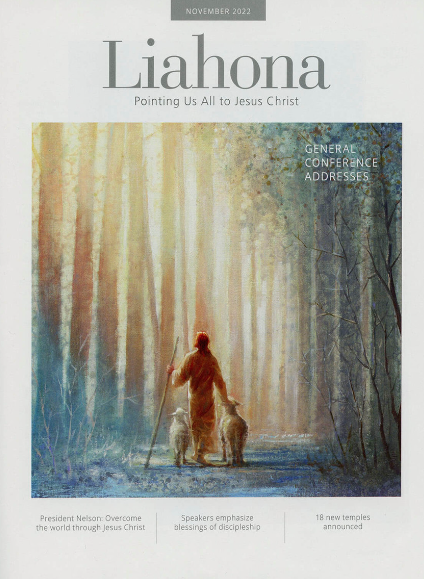 NOVEMBER 2022
Liahona
Pointing Us All to Jesus Christ
GENERAL
CONFERENCE
ADDRESSES
President Nelson: Overcome
the world through Jesus Christ
Speakers emphasize
blessings of discipleship
18 new temples
announced